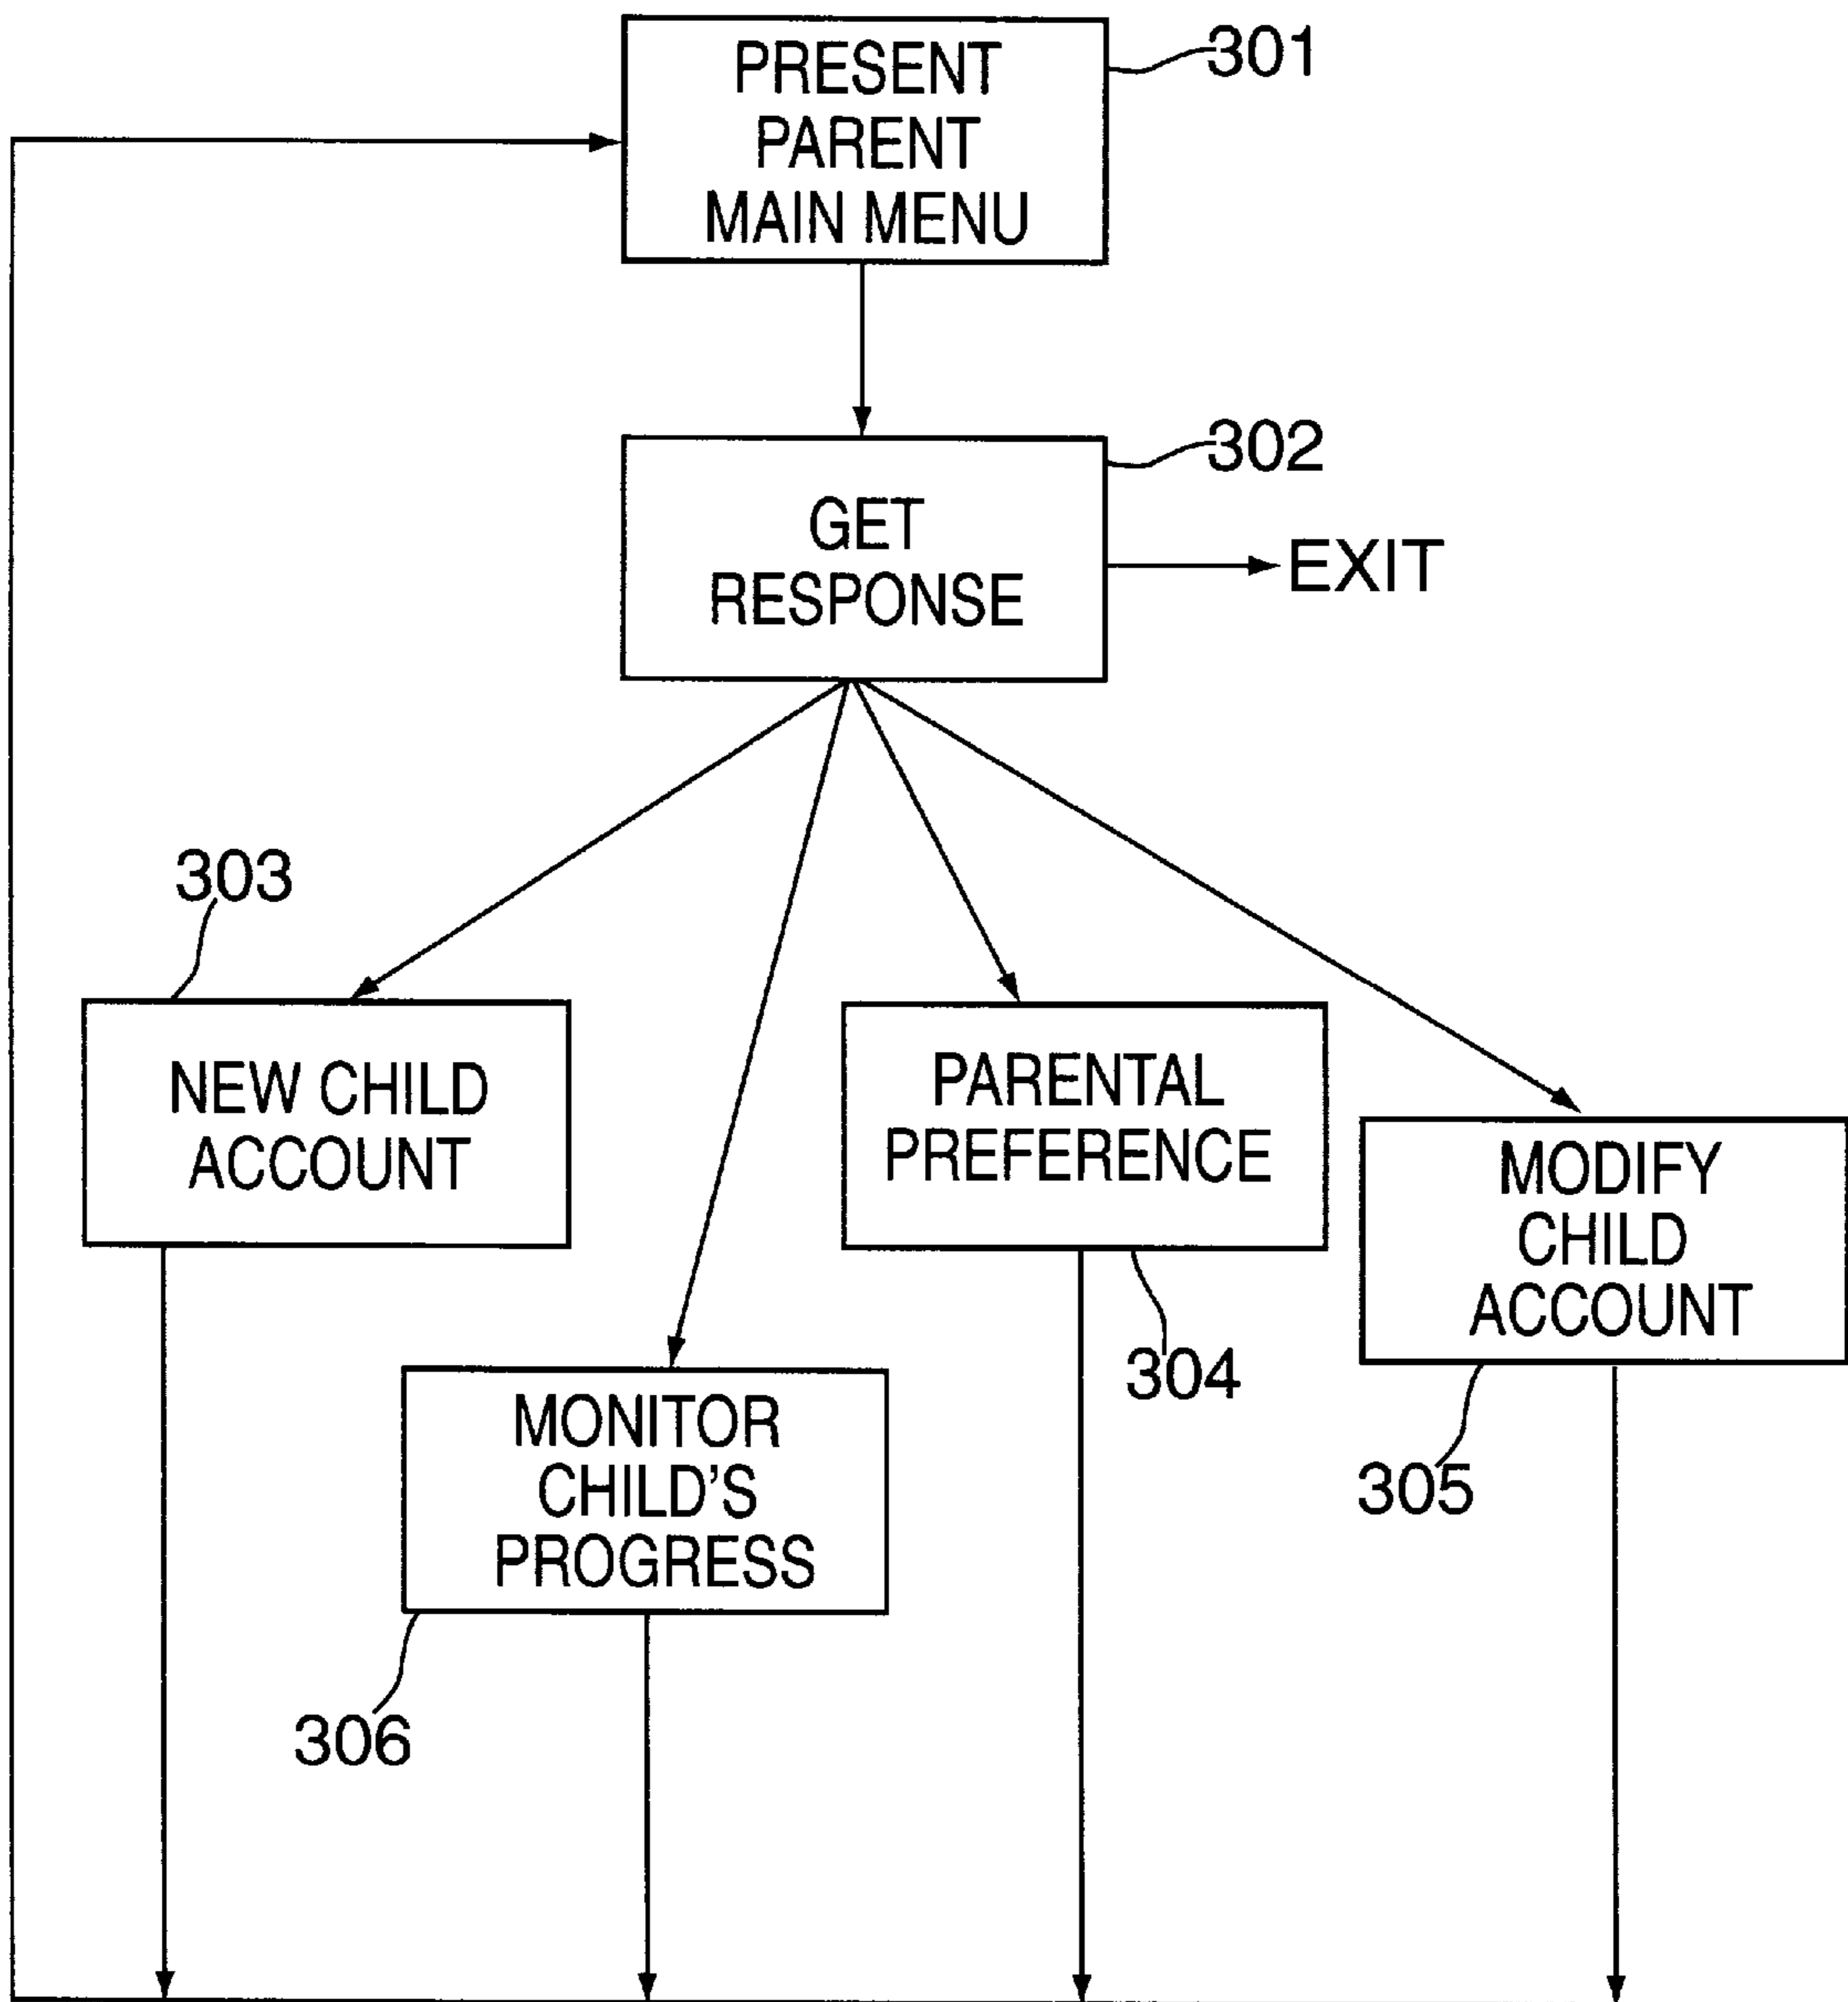 PRESENT
PARENT
MAIN MENU
301
GET
RESPONSE
302
EXIT
303
NEW CHILD
ACCOUNT
PARENTAL
PREFERENCE
304
MODIFY
CHILD
ACCOUNT
305
MONITOR
CHILD'S
PROGRESS
306